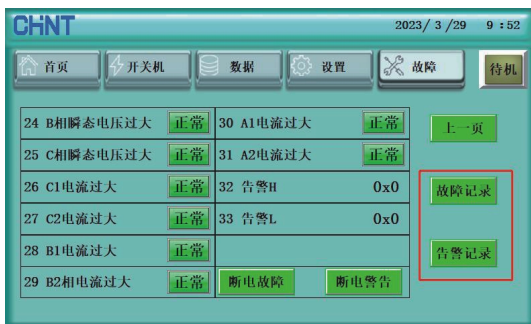 CHNT
2023/ 3 /29 9 : 52
首页 开关机 数据 设置 故障 待机
24 B相瞬态电压过大 正常 30 A1电流过大 正常 上一页
25 C相瞬态电压过大 正常 31 A2电流过大 正常
26 C1电流过大 正常 32 告警H 0x0 故障记录
27 C2电流过大 正常 33 告警L 0x0
28 B1电流过大 正常 告警记录
29 B2相电流过大 正常 断电故障 断电警告